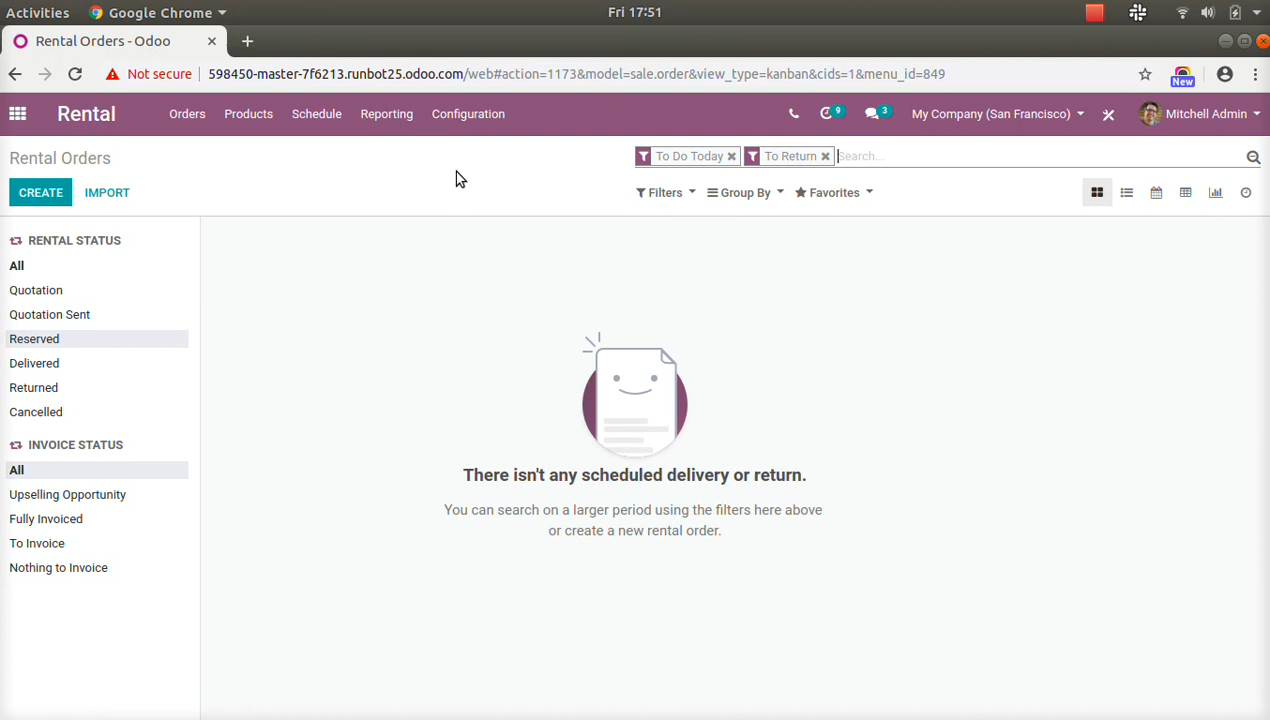 Activities Google Chrome Fri 17:51
Rental Orders - Odoo
Not secure 598450-master-7f6213.runbot25.odoo.com/web#action=1173&model=sale.order&view_type=kanban&cids=1&menu_id=849 New
Rental Orders Products Schedule Reporting Configuration 9 3 My Company (San Francisco) Mitchell Admin
Rental Orders To Do Today To Return Search...
CREATE IMPORT Filters Group By Favorites
RENTAL STATUS
All
Quotation
Quotation Sent
Reserved
Delivered
Returned
Cancelled
INVOICE STATUS
All
Upselling Opportunity
Fully Invoiced
To Invoice
Nothing to Invoice
There isn't any scheduled delivery or return.
You can search on a larger period using the filters here above
or create a new rental order.